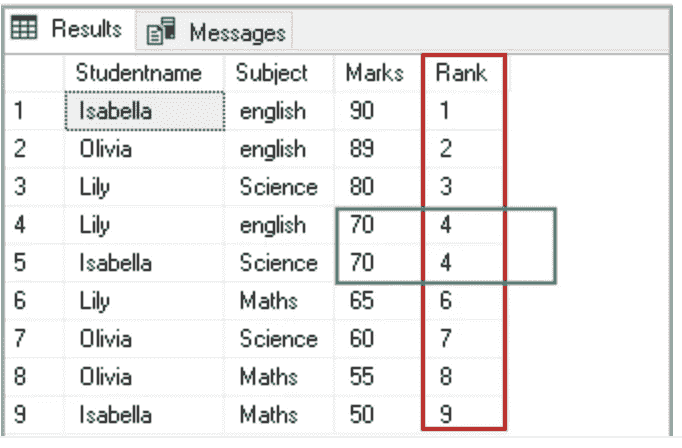 Results Messages
Studentname Subject Marks Rank
1 Isabella english 90 1
2 Olivia english 89 2
3 Lily Science 80 3
4 Lily english 70 4
5 Isabella Science 70 4
6 Lily Maths 65 6
7 Olivia Science 60 7
8 Olivia Maths 55 8
9 Isabella Maths 50 9